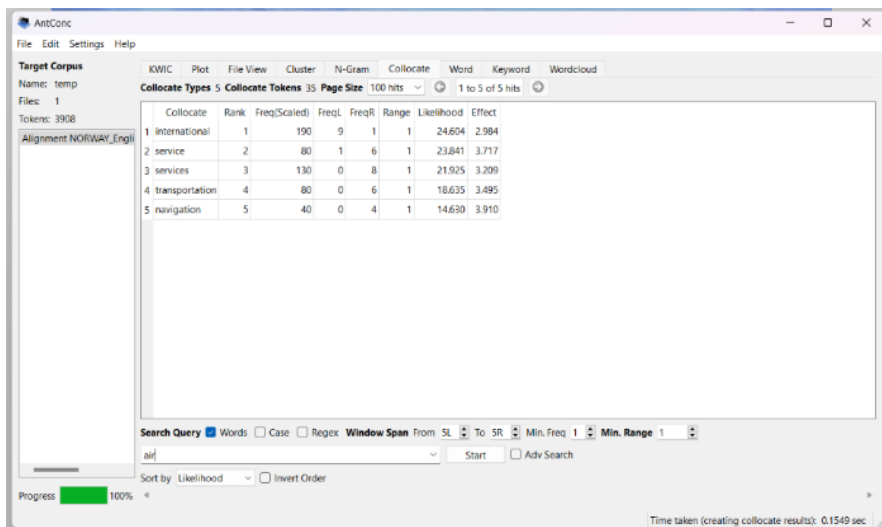 AntConc
File Edit Settings Help
Target Corpus
Name: temp
Files: 1
Tokens: 3908
Alignment NORWAY_Engli
Progress 100%
KWIC Plot File View Cluster N-Gram Collocate Word Keyword Wordcloud
Collocate Types 5 Collocate Tokens 35 Page Size 100 hits 1 to 5 of 5 hits
Collocate Rank Freq(Scaled) FreqL FreqR Range Likelihood Effect
1 international 1 190 9 1 1 24.604 2.984
2 service 2 80 1 6 1 23.841 3.717
3 services 3 130 0 8 1 21.925 3.209
4 transportation 4 80 0 6 1 18.635 3.495
5 navigation 5 40 0 4 1 14.630 3.910
Search Query Words Case Regex Window Span From 5L To 5R Min. Freq 1 Min. Range 1
air Start Adv Search
Sort by Likelihood Invert Order
Time taken (creating collocate results): 0.1549 sec